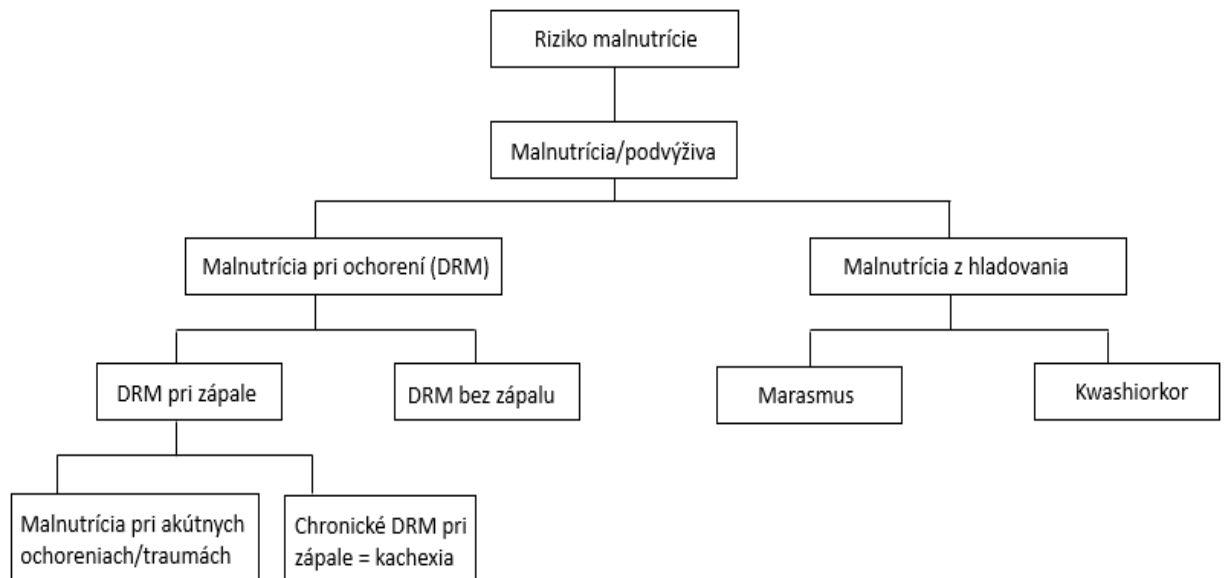 Riziko malnutrície
Malnutrícia/podvýživa
Malnutrícia pri ochorení (DRM)
Malnutrícia z hladovania
DRM pri zápale
DRM bez zápalu
Marasmus
Kwashiorkor
Malnutrícia pri akútnych
ochoreniach/traumách
Chronické DRM pri
zápale = kachexia